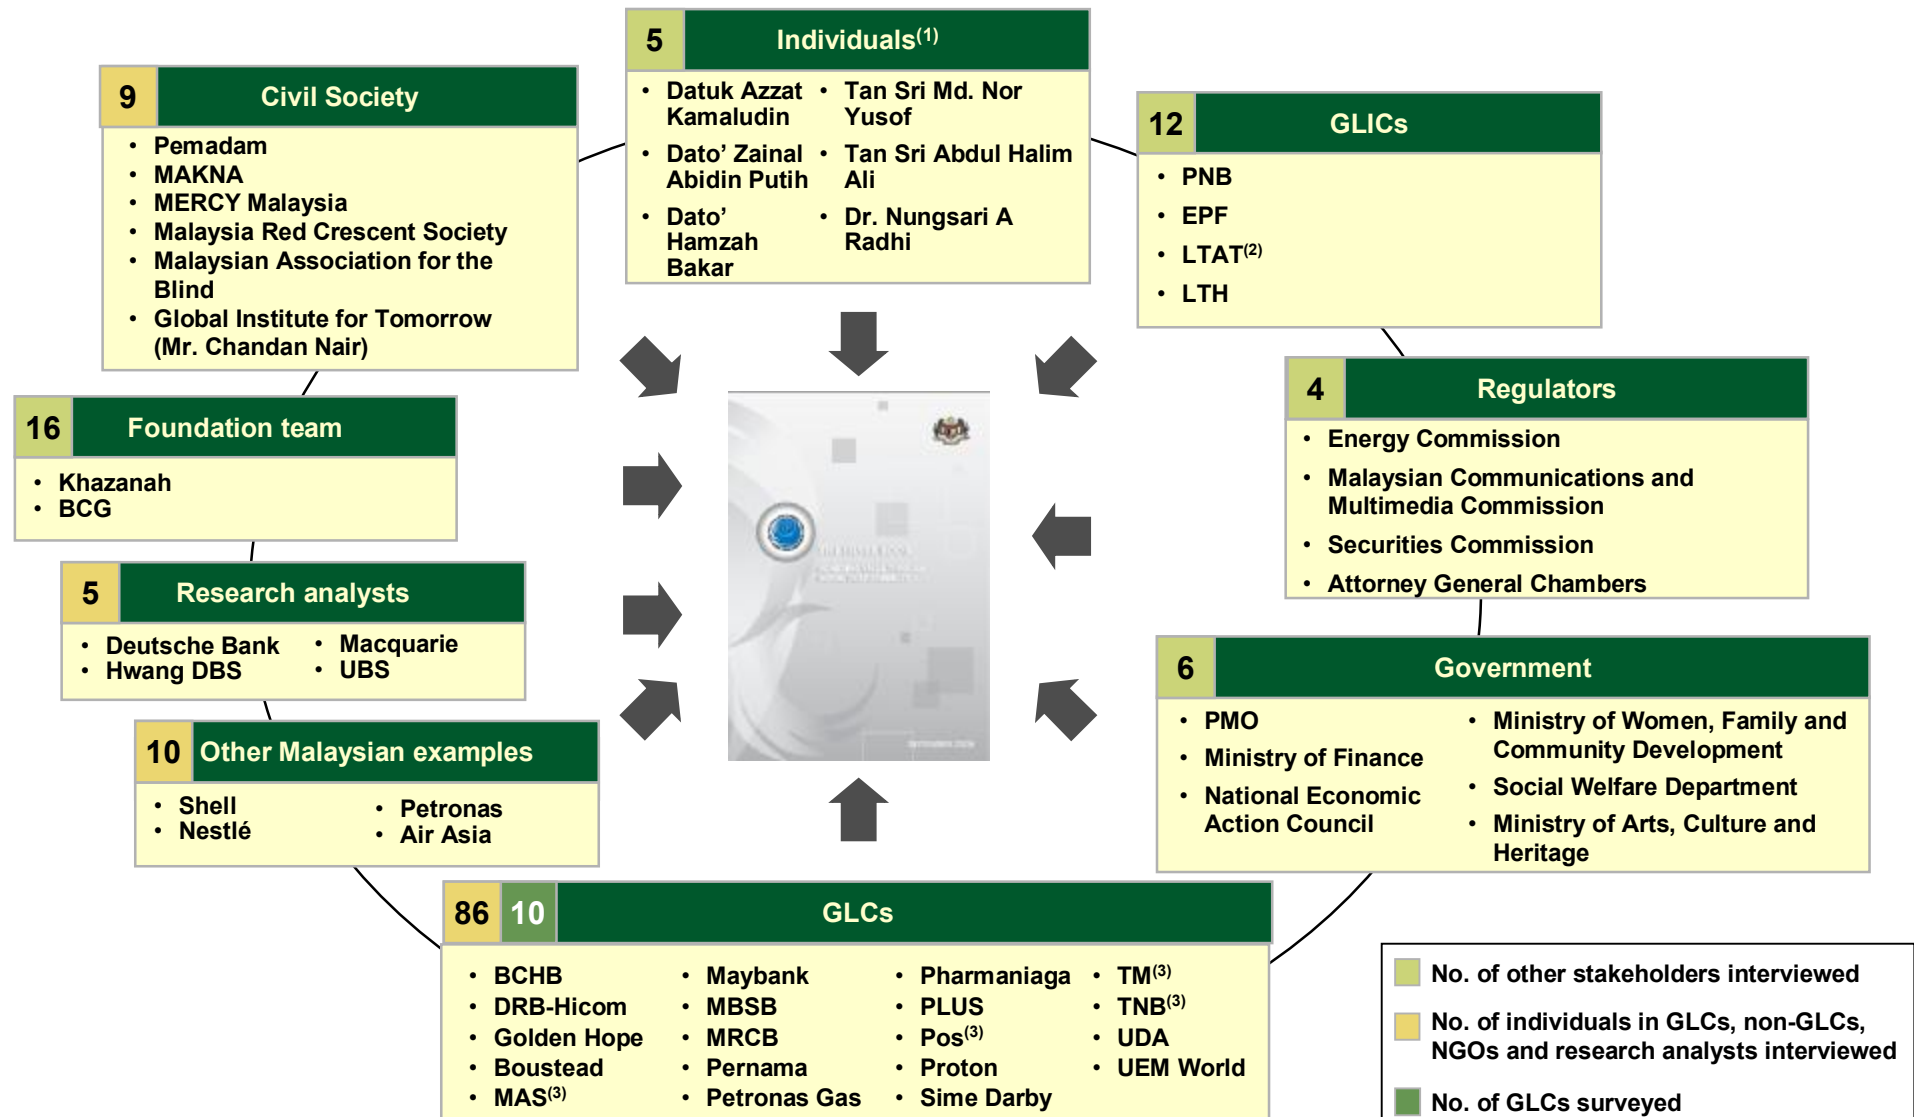 5 Individuals(1)
• Datuk Azzat Kamaludin
• Dato’ Zainal Abidin Putih
• Dato’ Hamzah Bakar
• Tan Sri Md. Nor Yusof
• Tan Sri Abdul Halim Ali
• Dr. Nungsari A Radhi
9 Civil Society
• Pemadam
• MAKNA
• MERCY Malaysia
• Malaysia Red Crescent Society
• Malaysian Association for the
Blind
• Global Institute for Tomorrow
(Mr. Chandan Nair)
12 GLICs
• PNB
• EPF
• LTAT(2)
• LTH
16 Foundation team
• Khazanah
• BCG
4 Regulators
• Energy Commission
• Malaysian Communications and
Multimedia Commission
• Securities Commission
• Attorney General Chambers
5 Research analysts
• Deutsche Bank
• Hwang DBS
• Macquarie
• UBS
6 Government
• PMO
• Ministry of Finance
• National Economic
Action Council
• Ministry of Women, Family and
Community Development
• Social Welfare Department
• Ministry of Arts, Culture and
Heritage
10 Other Malaysian examples
• Shell
• Nestlé
• Petronas
• Air Asia
86 10 GLCs
• BCHB
• DRB-Hicom
• Golden Hope
• Boustead
• MAS(3)
• Maybank
• MBSB
• MRCB
• Pernama
• Petronas Gas
• Pharmaniaga
• PLUS
• Pos(3)
• Proton
• Sime Darby
• TM(3)
• TNB(3)
• UDA
• UEM World
No. of other stakeholders interviewed
No. of individuals in GLCs, non-GLCs,
NGOs and research analysts interviewed
No. of GLCs surveyed